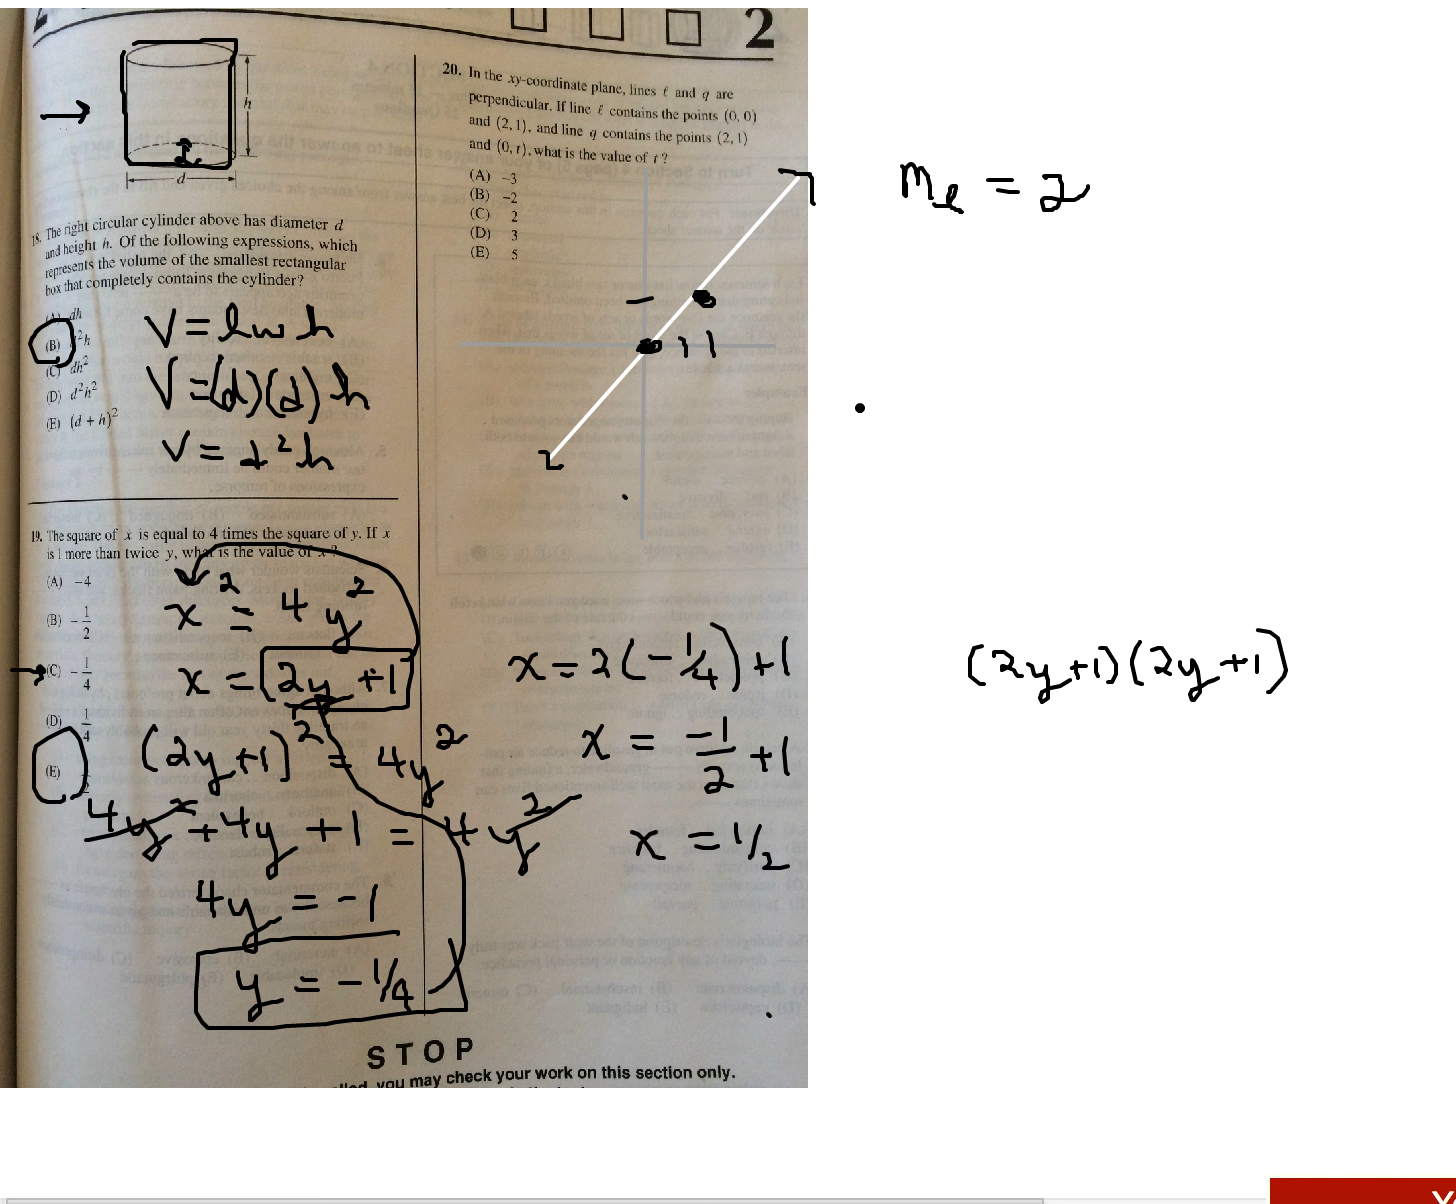 2
h
d
d
18. The right circular cylinder above has diameter d
and height h. Of the following expressions, which
represents the volume of the smallest rectangular
box that completely contains the cylinder?
(A) dh
(B) ²h
(C) dh²
(D) d²h²
(E) (d + h)²
V = lwh
V = (d)(d)h
V = d²h
19. The square of x is equal to 4 times the square of y. If x
is 1 more than twice y, what is the value of x?
(A) −4
(B) −1/2
(C) −1/4
(D) 1/4
(E)
x² = 4y²
x = (2y + 1
(2y+1)² = 4y²
4y² + 4y + 1 = 4y²
4y = -1
y = -1/4
20. In the xy-coordinate plane, lines ℓ and q are
perpendicular. If line ℓ contains the points (0, 0)
and (2, 1), and line q contains the points (2, 1)
and (0, t), what is the value of t?
(A) −3
(B) −2
(C) 2
(D) 3
(E) 5
x = 2(-1/4) + 1
x = -1/2 + 1
x = 1/2
STOP
you may check your work on this section only.
mℓ = 2
(2y+1)(2y+1)